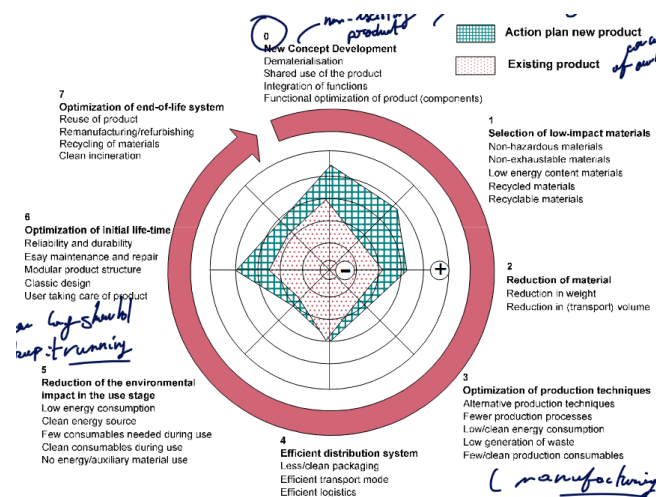 non-existing
product
0
New Concept Development
Dematerialisation
Shared use of the product
Integration of functions
Functional optimization of product (components)
Action plan new product
Existing product
of
7
Optimization of end-of-life system
Reuse of product
Remanufacturing/refurbishing
Recycling of materials
Clean incineration
1
Selection of low-impact materials
Non-hazardous materials
Non-exhaustable materials
Low energy content materials
Recycled materials
Recyclable materials
6
Optimization of initial life-time
Reliability and durability
Esay maintenance and repair
Modular product structure
Classic design
User taking care of product
- +
2
Reduction of material
Reduction in weight
Reduction in (transport) volume
long should
keep it running
5
Reduction of the environmental
impact in the use stage
Low energy consumption
Clean energy source
Few consumables needed during use
Clean consumables during use
No energy/auxiliary material use
4
Efficient distribution system
Less/clean packaging
Efficient transport mode
Efficient logistics
3
Optimization of production techniques
Alternative production techniques
Fewer production processes
Low/clean energy consumption
Low generation of waste
Few/clean production consumables
( manufacturing